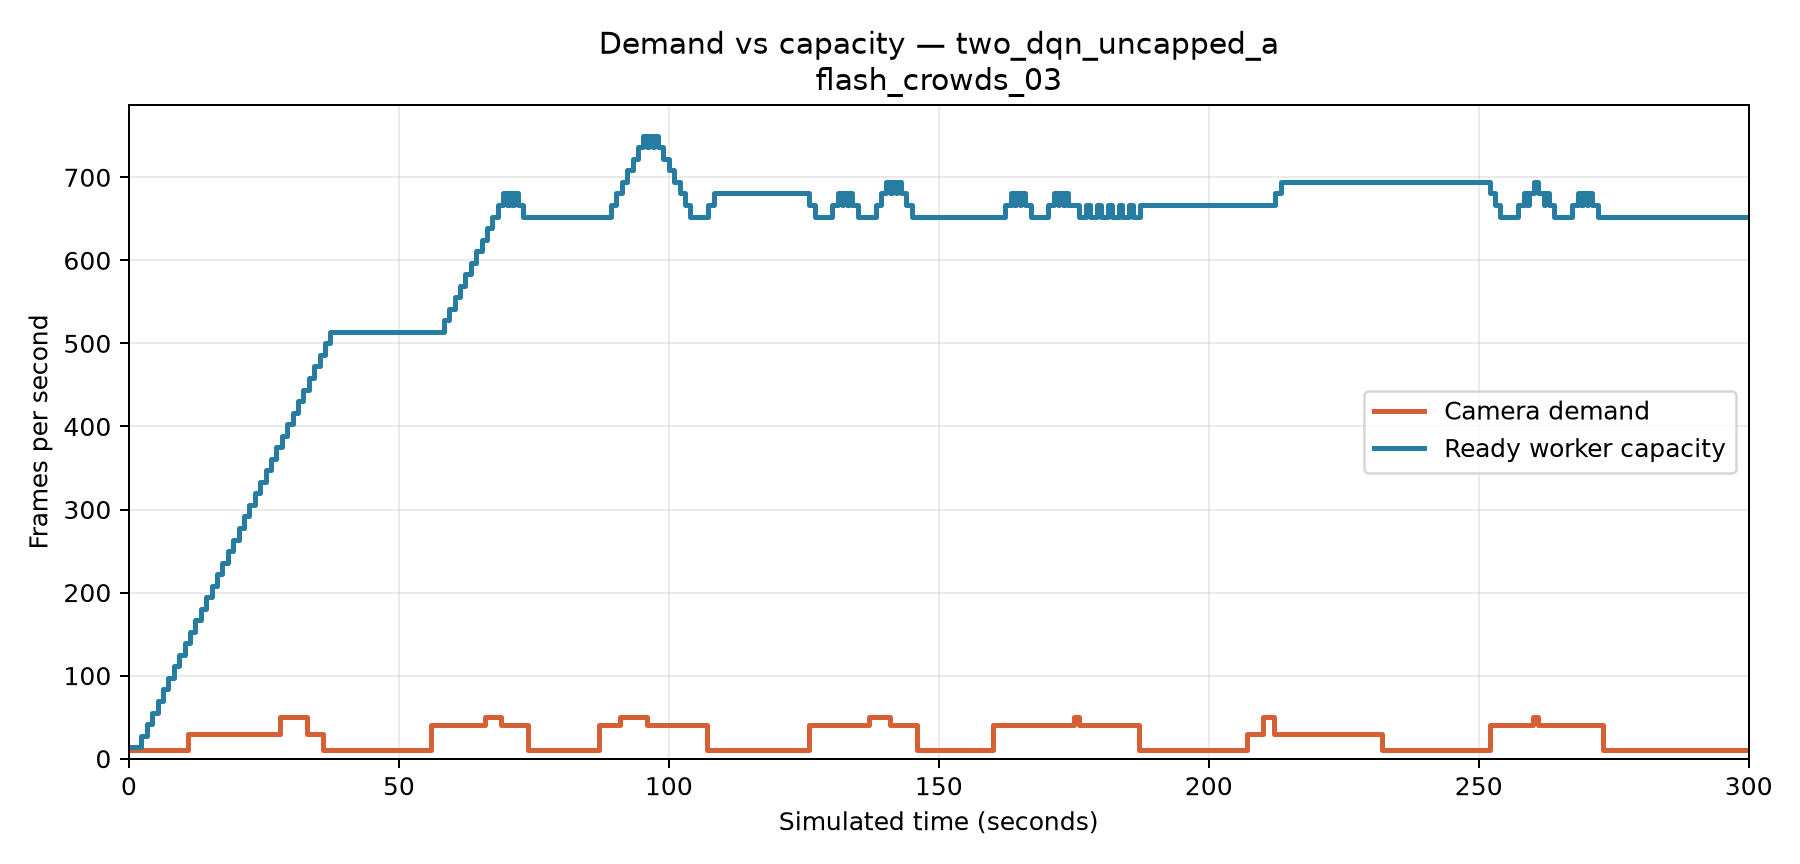 Demand vs capacity — two_dqn_uncapped_a
flash_crowds_03
Frames per second
700
600
500
400
300
200
100
0
Camera demand
Ready worker capacity
0 50 100 150 200 250 300
Simulated time (seconds)